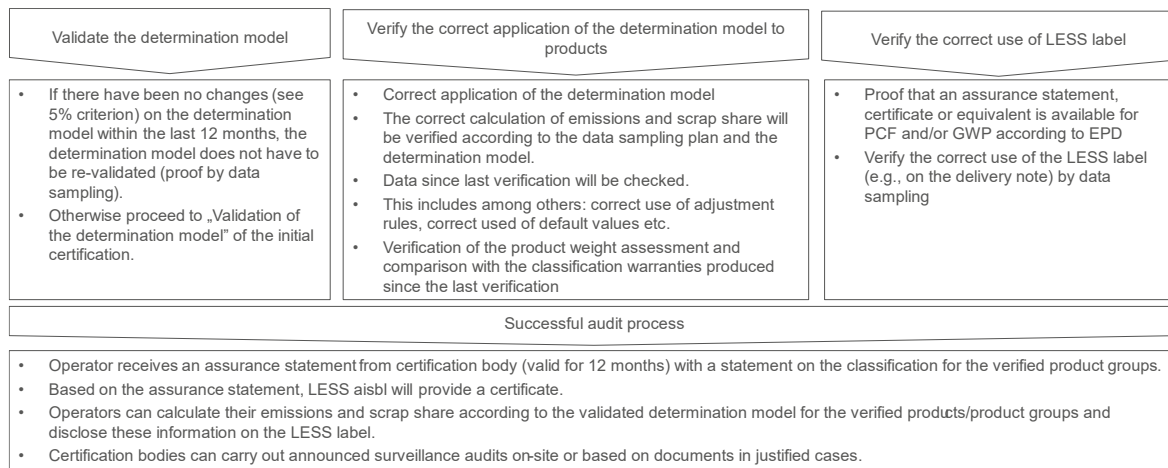 Validate the determination model
Verify the correct application of the determination model to
products
Verify the correct use of LESS label
• If there have been no changes (see
5% criterion) on the determination
model within the last 12 months, the
determination model does not have to
be re-validated (proof by data
sampling).
• Otherwise proceed to „Validation of
the determination model” of the initial
certification.
• Correct application of the determination model
• The correct calculation of emissions and scrap share will
be verified according to the data sampling plan and the
determination model.
• Data since last verification will be checked.
• This includes among others: correct use of adjustment
rules, correct used of default values etc.
• Verification of the product weight assessment and
comparison with the classification warranties produced
since the last verification
• Proof that an assurance statement,
certificate or equivalent is available for
PCF and/or GWP according to EPD
• Verify the correct use of the LESS label
(e.g., on the delivery note) by data
sampling
Successful audit process
• Operator receives an assurance statement from certification body (valid for 12 months) with a statement on the classification for the verified product groups.
• Based on the assurance statement, LESS aisbl will provide a certificate.
• Operators can calculate their emissions and scrap share according to the validated determination model for the verified products/product groups and
disclose these information on the LESS label.
• Certification bodies can carry out announced surveillance audits on-site or based on documents in justified cases.